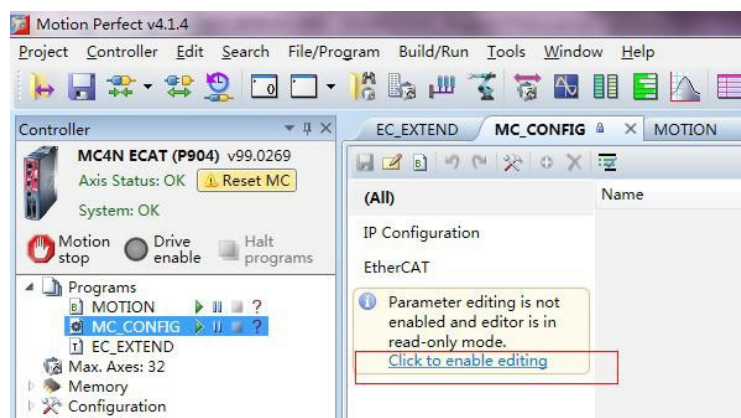 Motion Perfect v4.1.4
Project Controller Edit Search File/Program Build/Run Tools Window Help
Controller
MC4N ECAT (P904) v99.0269
Axis Status: OK Reset MC
System: OK
Motion stop
Drive enable
Halt programs
Programs
MOTION ?
MC_CONFIG ?
EC_EXTEND
Max. Axes: 32
Memory
Configuration
EC_EXTEND MC_CONFIG MOTION
(All)
Name
IP Configuration
EtherCAT
Parameter editing is not
enabled and editor is in
read-only mode.
Click to enable editing